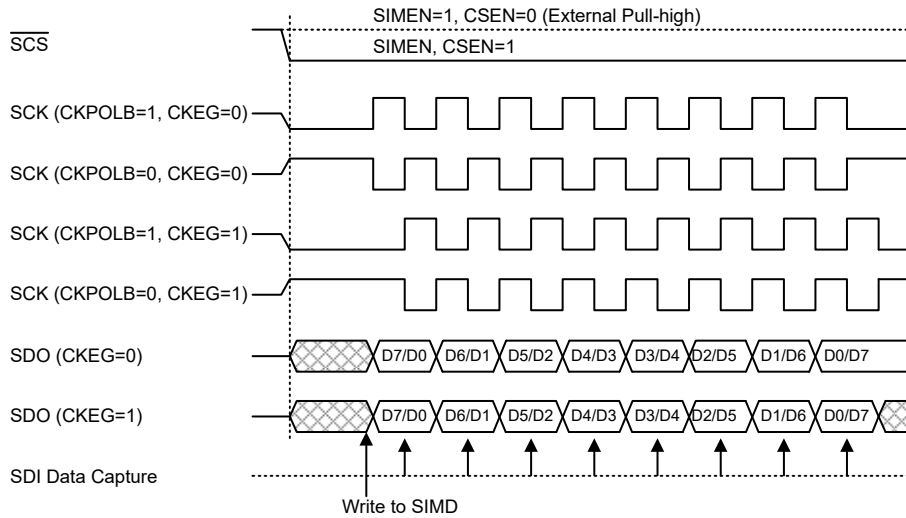 SIMEN=1, CSEN=0 (External Pull-high)
SCS
SIMEN, CSEN=1
SCK (CKPOLB=1, CKEG=0)
SCK (CKPOLB=0, CKEG=0)
SCK (CKPOLB=1, CKEG=1)
SCK (CKPOLB=0, CKEG=1)
SDO (CKEG=0) D7/D0 D6/D1 D5/D2 D4/D3 D3/D4 D2/D5 D1/D6 D0/D7
SDO (CKEG=1) D7/D0 D6/D1 D5/D2 D4/D3 D3/D4 D2/D5 D1/D6 D0/D7
SDI Data Capture
Write to SIMD